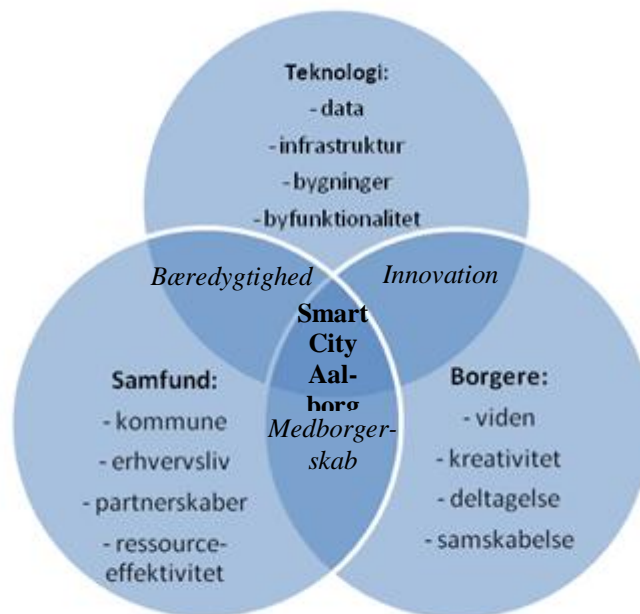 Teknologi:
- data
- infrastruktur
- bygninger
- byfunktionalitet
Bæredygtighed
Innovation
Smart
City
Aal-
borg
Medborger-
skab
Samfund:
- kommune
- erhvervsliv
- partnerskaber
- ressource-
effektivitet
Borgere:
- viden
- kreativitet
- deltagelse
- samskabelse